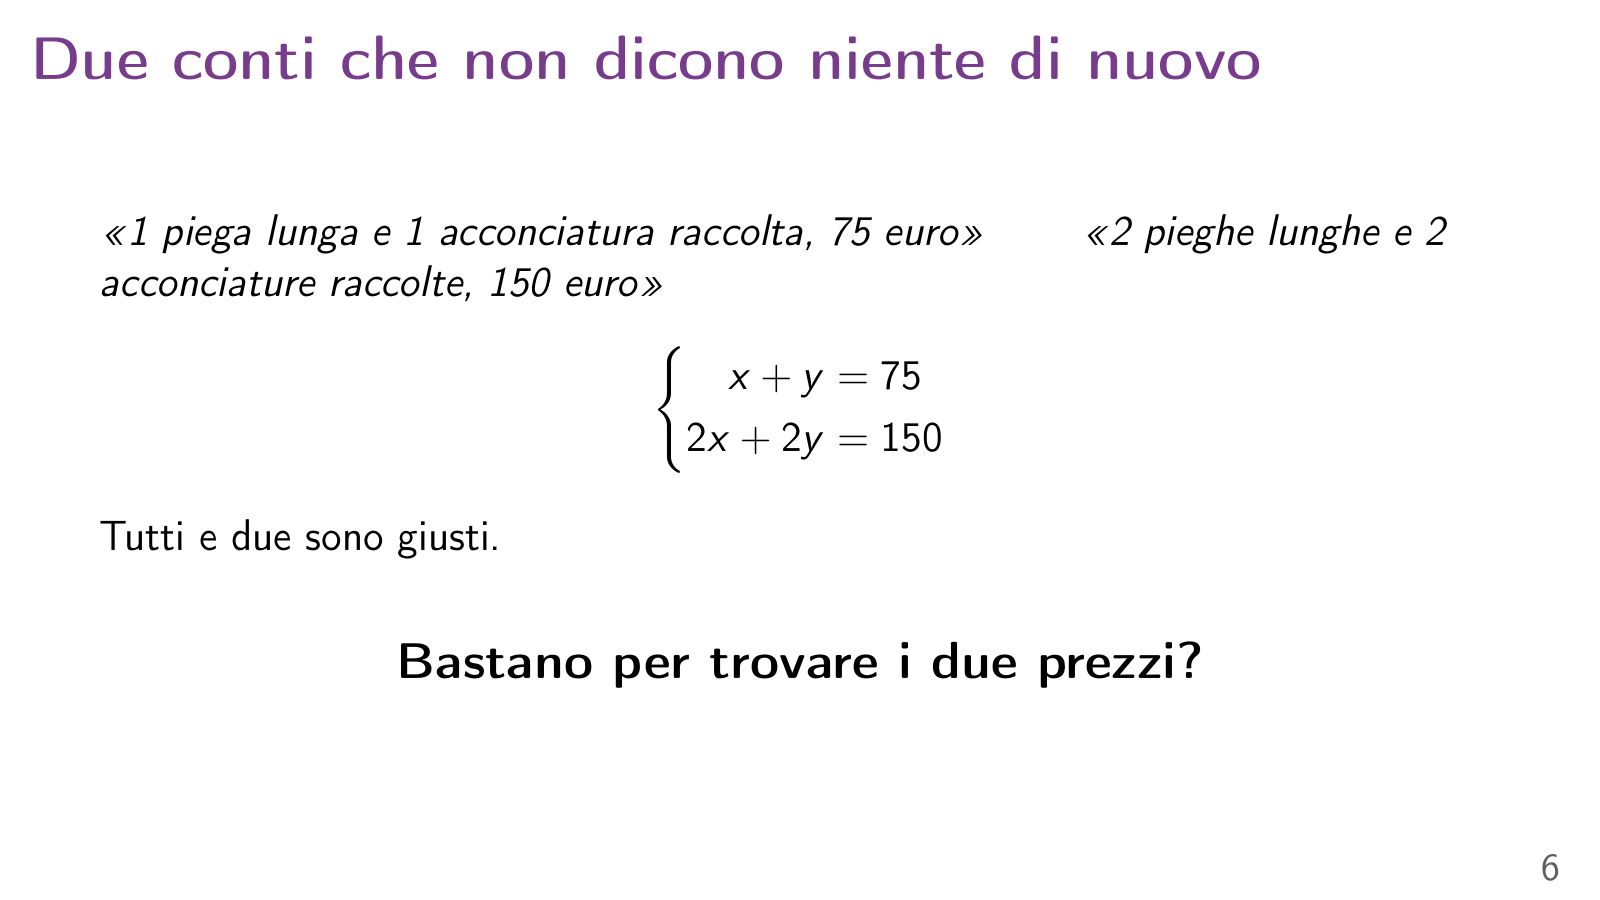 Due conti che non dicono niente di nuovo
«1 piega lunga e 1 acconciatura raccolta, 75 euro» «2 pieghe lunghe e 2
acconciature raccolte, 150 euro»
x + y = 75
2x + 2y = 150
Tutti e due sono giusti.
Bastano per trovare i due prezzi?
6